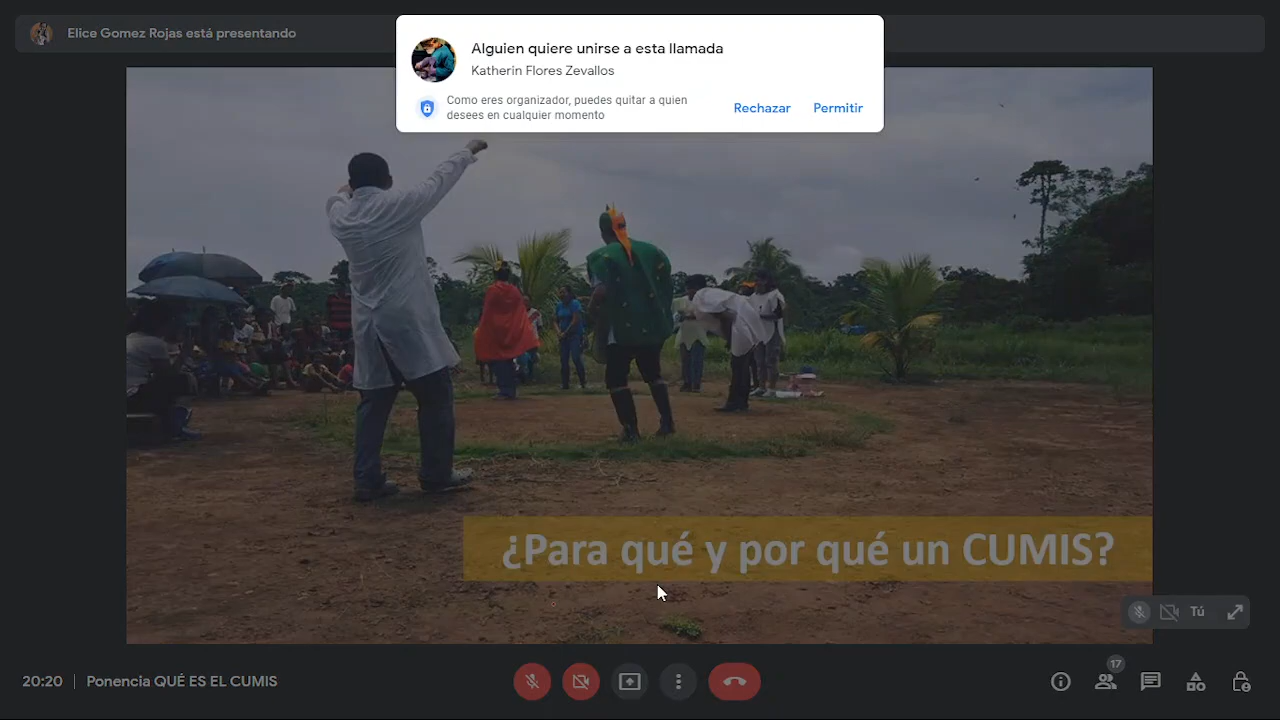 Elice Gomez Rojas está presentando
Alguien quiere unirse a esta llamada
Katherin Flores Zevallos
Como eres organizador, puedes quitar a quien
desees en cualquier momento
Rechazar
Permitir
¿Para qué y por qué un CUMIS?
Tú
20:20 | Ponencia QUÉ ES EL CUMIS
17